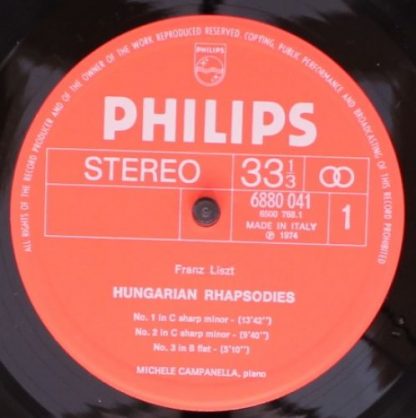 ALL RIGHTS OF THE RECORD PRODUCER AND OF THE OWNER OF THE WORK REPRODUCED RESERVED. COPYING, PUBLIC PERFORMANCE AND BROADCASTING OF THIS RECORD PROHIBITED
PHILIPS
PHILIPS
STEREO 33 1/3
6880 041
6500 768.1
MADE IN ITALY
℗ 1974
1
Franz Liszt
HUNGARIAN RHAPSODIES
No. 1 in C sharp minor - (13'42")
No. 2 in C sharp minor - (9'40")
No. 3 in B flat - (5'10")
MICHELE CAMPANELLA, piano